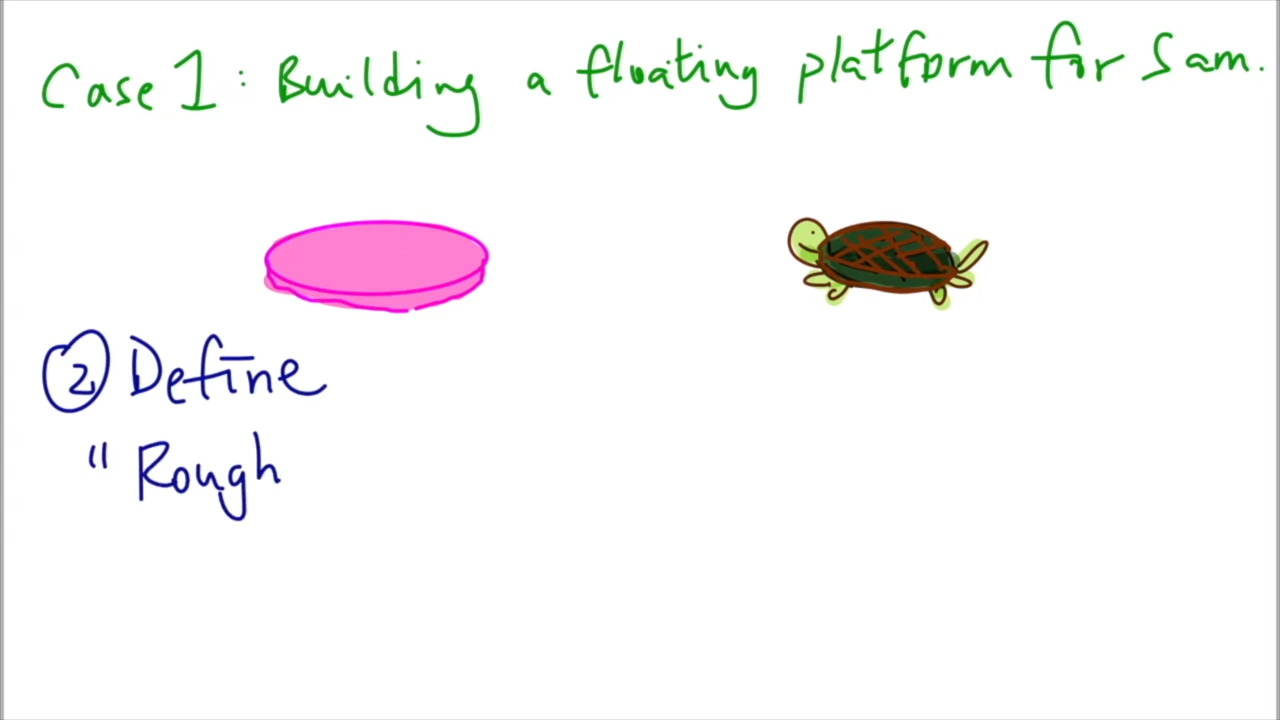 Case 1: Building a floating platform for Sam.
② Define
" Rough